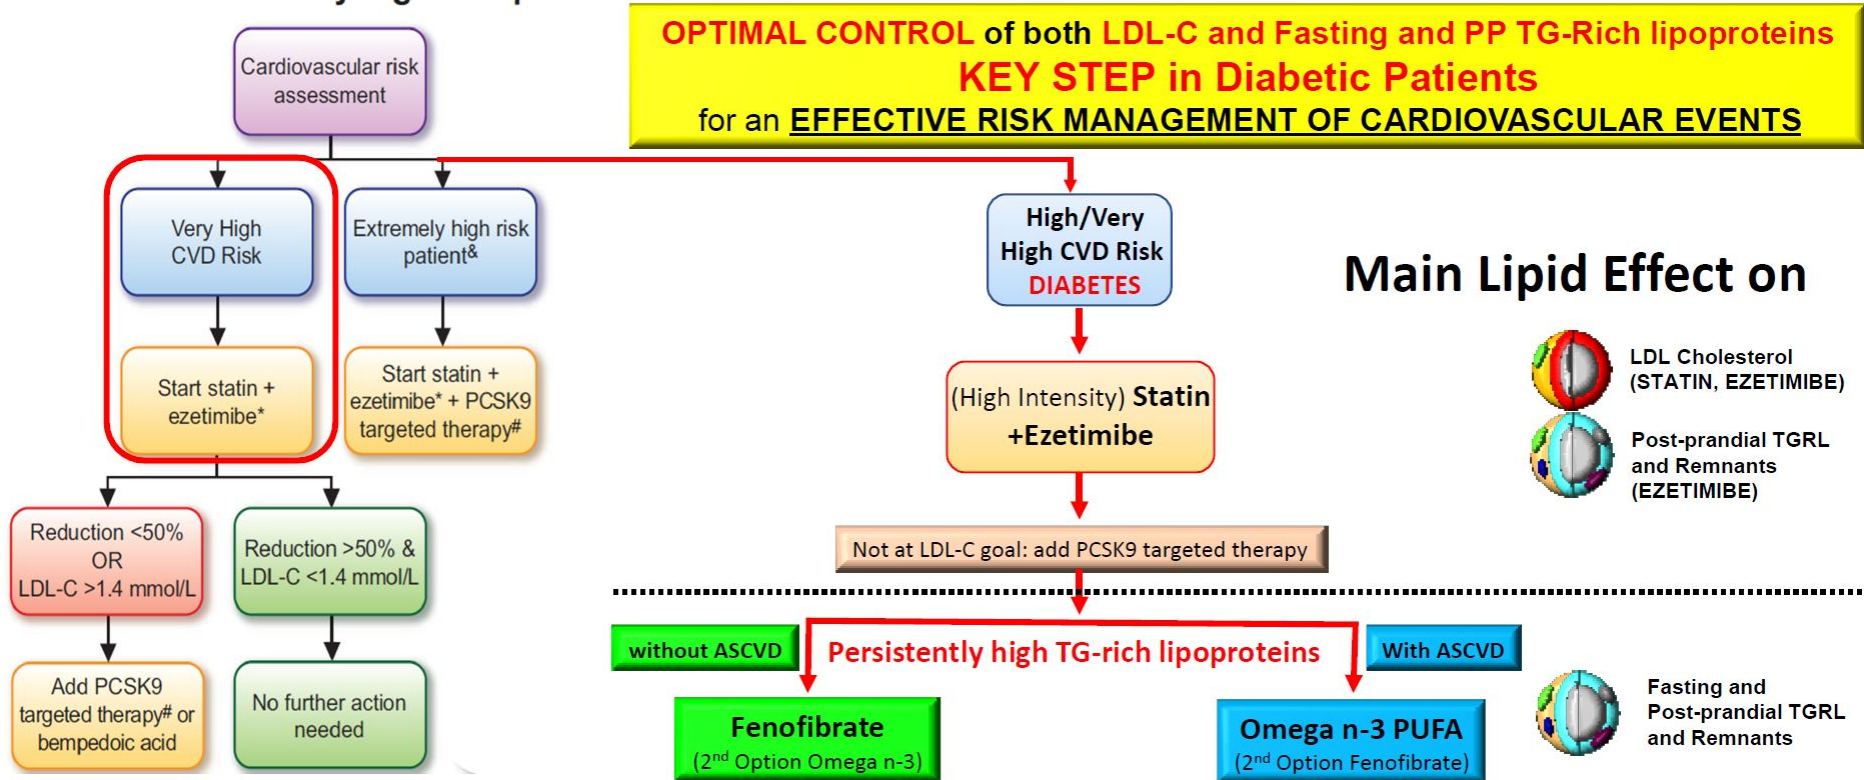 OPTIMAL CONTROL of both LDL-C and Fasting and PP TG-Rich lipoproteins
KEY STEP in Diabetic Patients
for an EFFECTIVE RISK MANAGEMENT OF CARDIOVASCULAR EVENTS
Cardiovascular risk
assessment
Very High
CVD Risk
Extremely high risk
patient&
Start statin +
ezetimibe*
Start statin +
ezetimibe* + PCSK9
targeted therapy#
Reduction <50%
OR
LDL-C >1.4 mmol/L
Reduction >50% &
LDL-C <1.4 mmol/L
Add PCSK9
targeted therapy# or
bempedoic acid
No further action
needed
High/Very
High CVD Risk
DIABETES
(High Intensity) Statin
+Ezetimibe
Not at LDL-C goal: add PCSK9 targeted therapy
without ASCVD
Persistently high TG-rich lipoproteins
With ASCVD
Fenofibrate
(2nd Option Omega n-3)
Omega n-3 PUFA
(2nd Option Fenofibrate)
Main Lipid Effect on
LDL Cholesterol
(STATIN, EZETIMIBE)
Post-prandial TGRL
and Remnants
(EZETIMIBE)
Fasting and
Post-prandial TGRL
and Remnants